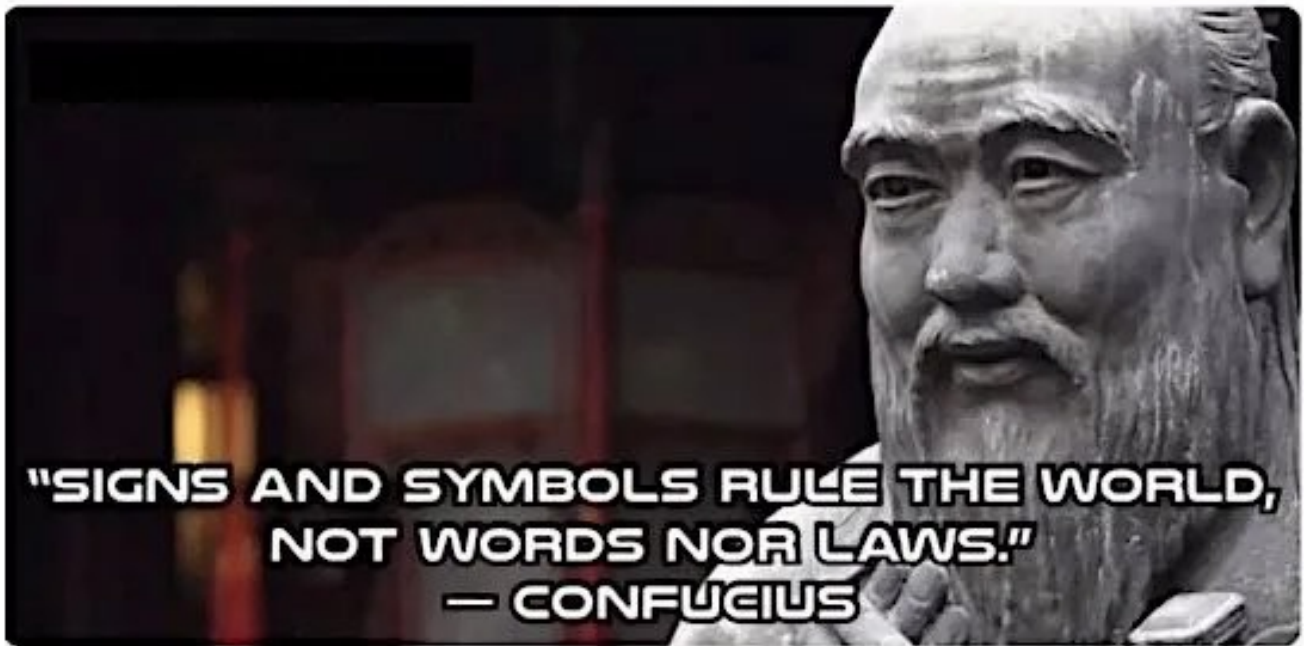 “SIGNS AND SYMBOLS RULE THE WORLD,
NOT WORDS NOR LAWS.”
— CONFUCIUS